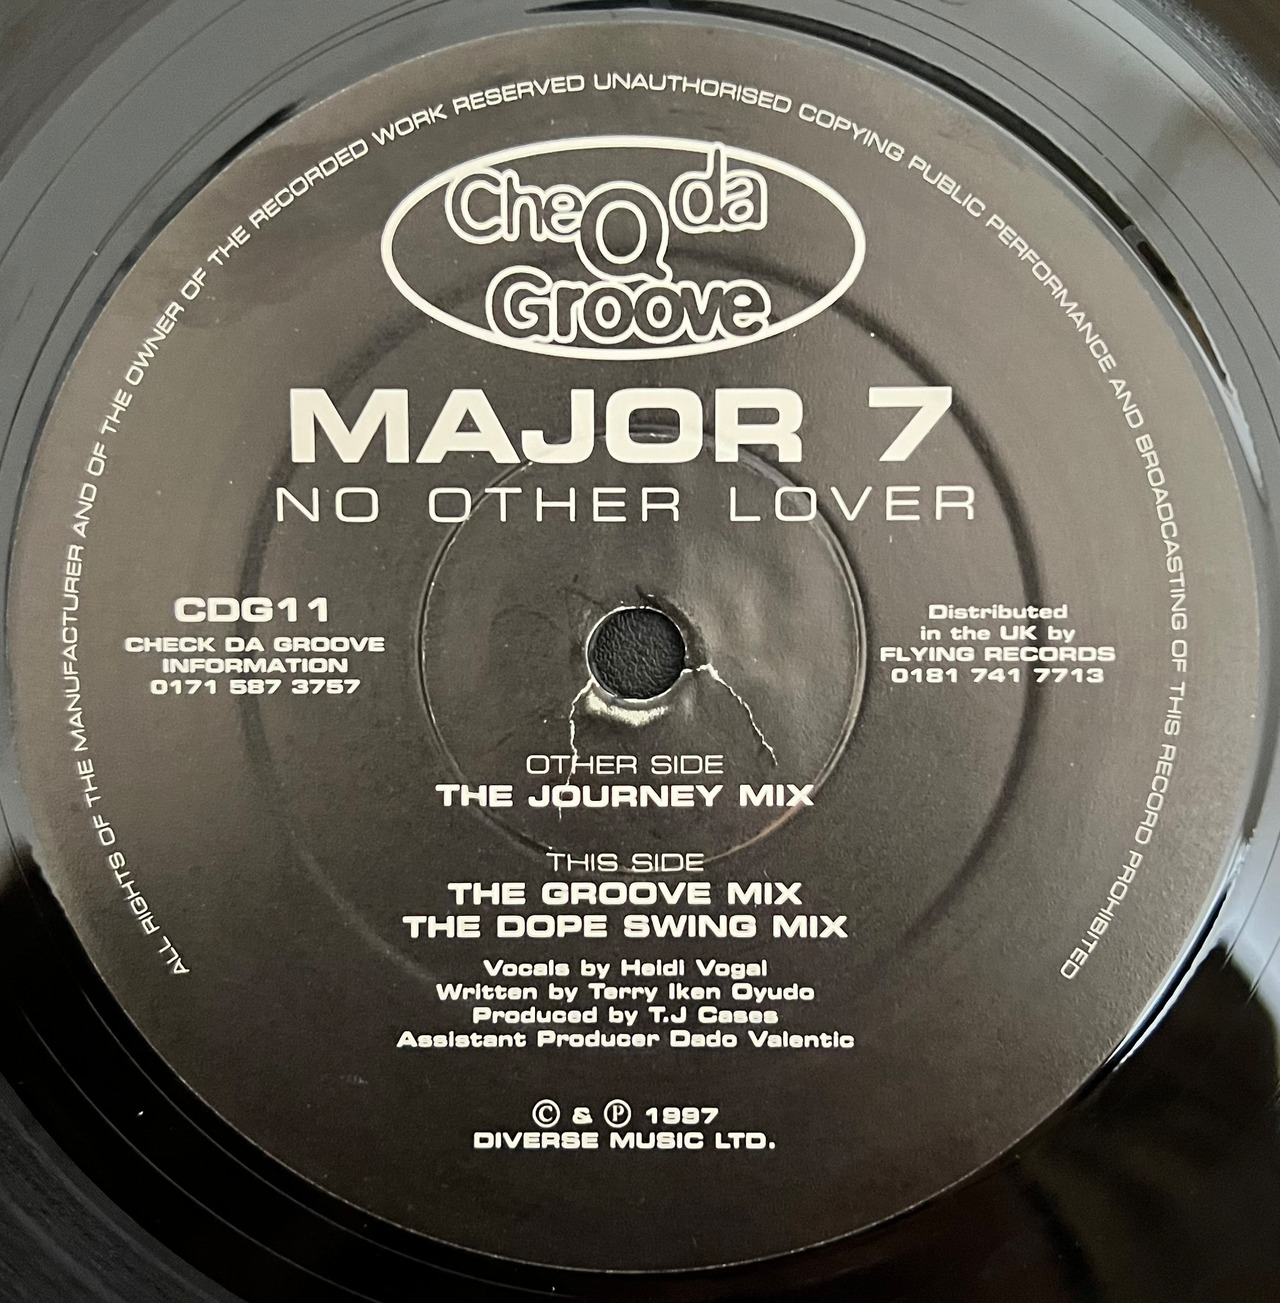 ALL RIGHTS OF THE MANUFACTURER AND OF THE OWNER OF THE RECORDED WORK RESERVED UNAUTHORISED COPYING PUBLIC PERFORMANCE AND BROADCASTING OF THIS RECORD PROHIBITED
CheQ da
Groove
MAJOR 7
NO OTHER LOVER
CDG11
CHECK DA GROOVE
INFORMATION
0171 587 3757
Distributed
in the UK by
FLYING RECORDS
0181 741 7713
OTHER SIDE
THE JOURNEY MIX
THIS SIDE
THE GROOVE MIX
THE DOPE SWING MIX
Vocals by Heidi Vogal
Written by Terry Iken Oyudo
Produced by T.J Cases
Assistant Producer Dado Valentic
© & ℗ 1997
DIVERSE MUSIC LTD.